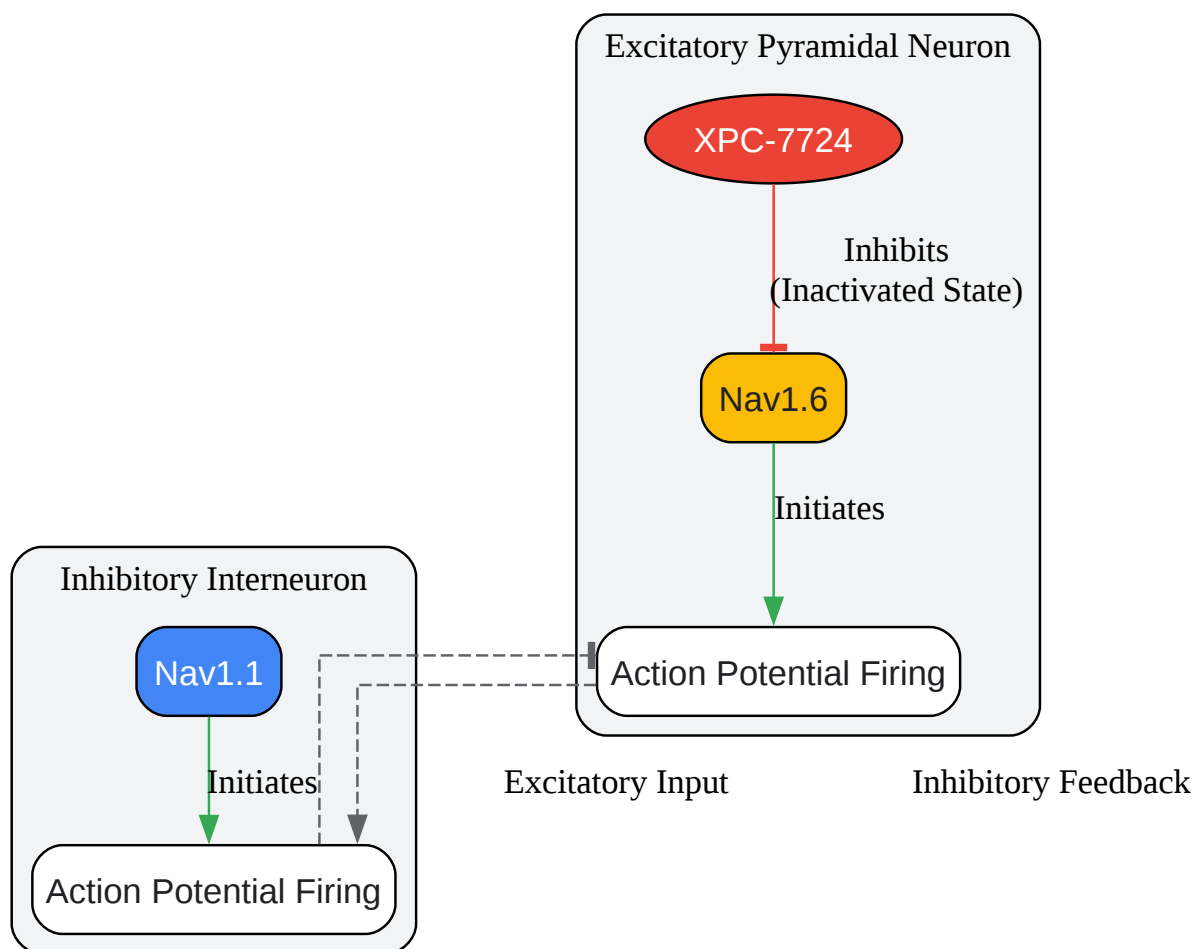 Excitatory Pyramidal Neuron
XPC-7724
Inhibits
(Inactivated State)
Nav1.6
Initiates
Action Potential Firing
Inhibitory Interneuron
Nav1.1
Initiates
Action Potential Firing
Excitatory Input
Inhibitory Feedback